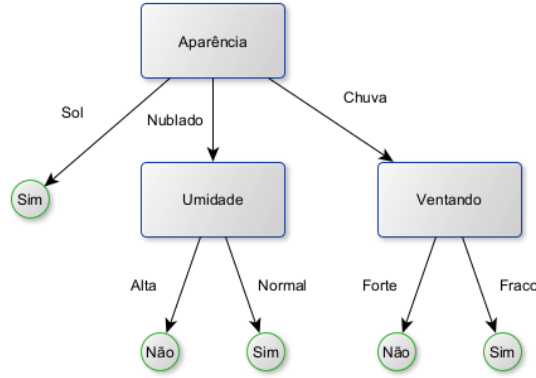 Aparência
Sol
Nublado
Chuva
Sim
Umidade
Ventando
Alta
Normal
Forte
Fraco
Não
Sim
Não
Sim